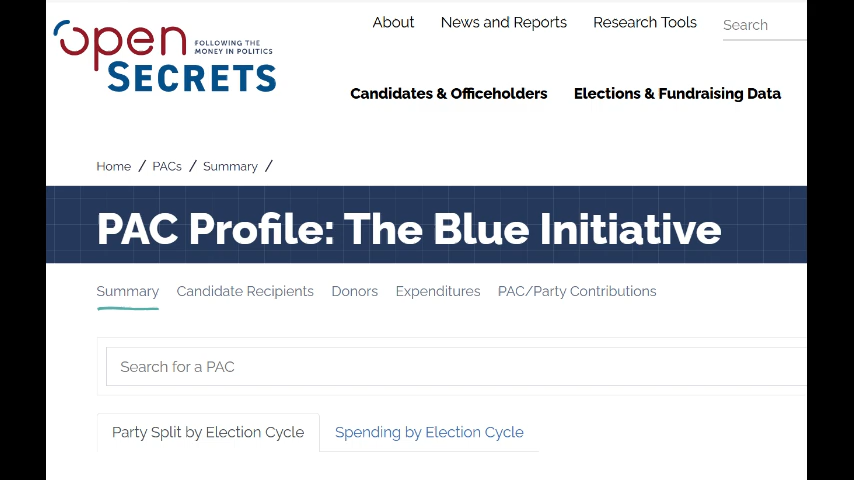 About News and Reports Research Tools Search
open FOLLOWING THE
MONEY IN POLITICS
SECRETS
Candidates & Officeholders Elections & Fundraising Data
Home / PACs / Summary /
PAC Profile: The Blue Initiative
Summary Candidate Recipients Donors Expenditures PAC/Party Contributions
Search for a PAC
Party Split by Election Cycle Spending by Election Cycle